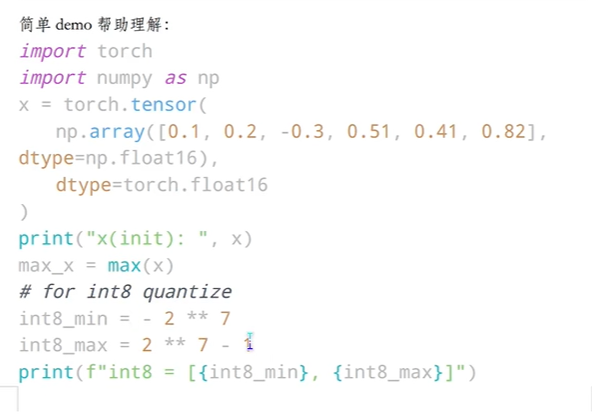 简单 demo 帮助理解：
import torch
import numpy as np
x = torch.tensor(
    np.array([0.1, 0.2, -0.3, 0.51, 0.41, 0.82],
dtype=np.float16),
    dtype=torch.float16
)
print("x(init): ", x)
max_x = max(x)
# for int8 quantize
int8_min = - 2 ** 7
int8_max = 2 ** 7 - 1
print(f"int8 = [{int8_min}, {int8_max}]")